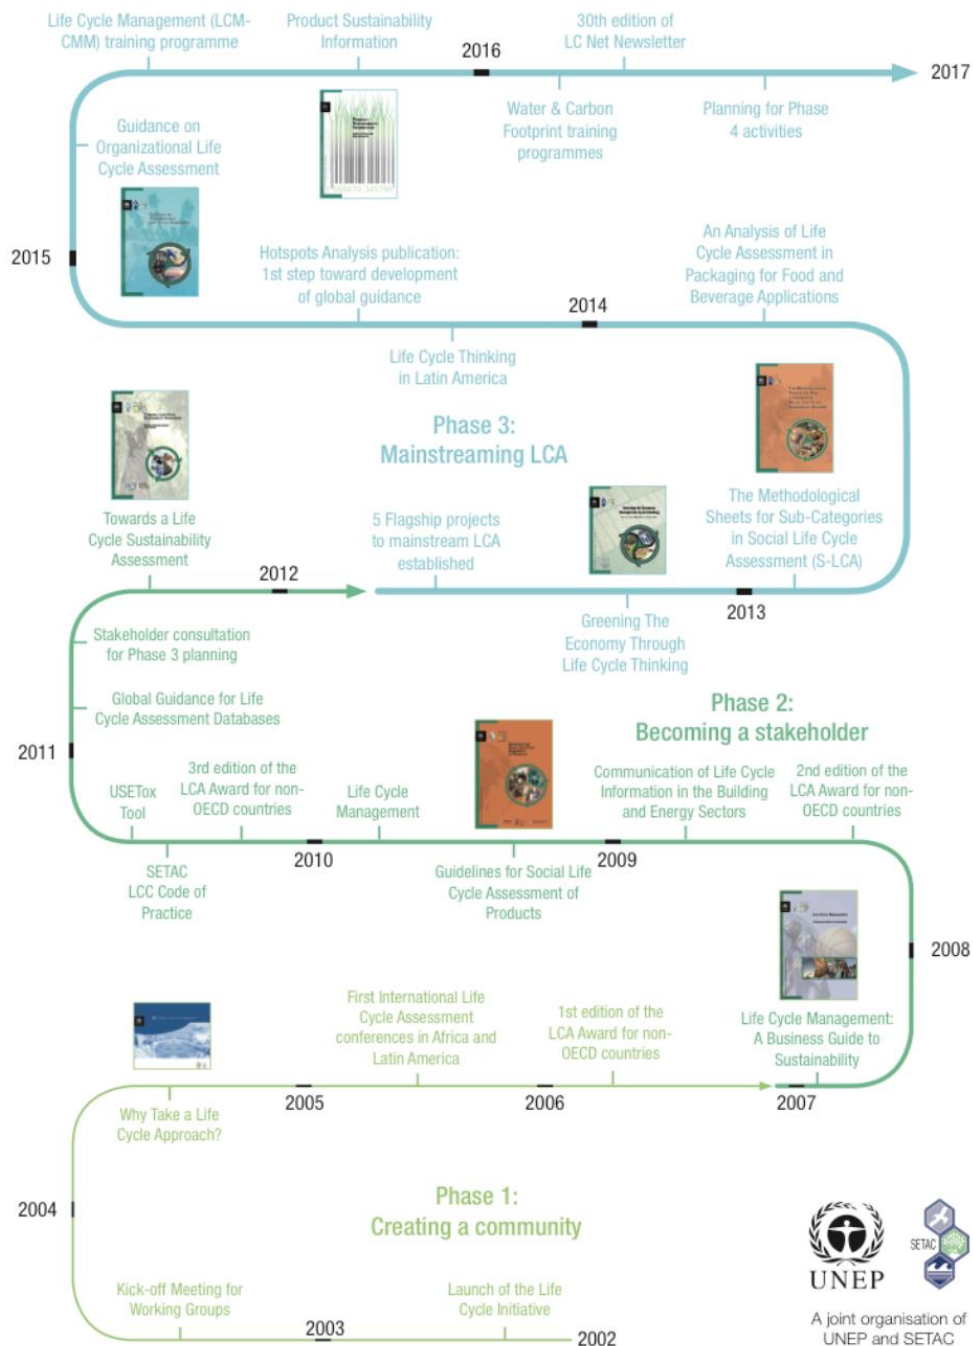 Life Cycle Management (LCM-
CMM) training programme
Product Sustainability
Information
30th edition of
LC Net Newsletter
2016
2017
Guidance on
Organizational Life
Cycle Assessment
Water & Carbon
Footprint training
programmes
Planning for Phase
4 activities
2015
Hotspots Analysis publication:
1st step toward development
of global guidance
An Analysis of Life
Cycle Assessment in
Packaging for Food and
Beverage Applications
2014
Life Cycle Thinking
in Latin America
Phase 3:
Mainstreaming LCA
Towards a Life
Cycle Sustainability
Assessment
5 Flagship projects
to mainstream LCA
established
The Methodological
Sheets for Sub-Categories
in Social Life Cycle
Assessment (S-LCA)
2012
2013
Greening The
Economy Through
Life Cycle Thinking
Stakeholder consultation
for Phase 3 planning
Global Guidance for Life
Cycle Assessment Databases
Phase 2:
Becoming a stakeholder
2011
USETox
Tool
3rd edition of the
LCA Award for non-
OECD countries
Life Cycle
Management
Communication of Life Cycle
Information in the Building
and Energy Sectors
2nd edition of the
LCA Award for non-
OECD countries
2010
2009
SETAC
LCC Code of
Practice
Guidelines for Social Life
Cycle Assessment of
Products
2008
First International Life
Cycle Assessment
conferences in Africa and
Latin America
1st edition of the
LCA Award for non-
OECD countries
Life Cycle Management:
A Business Guide to
Sustainability
2005
2006
2007
Why Take a Life
Cycle Approach?
2004
Phase 1:
Creating a community
Kick-off Meeting for
Working Groups
Launch of the Life
Cycle Initiative
2003
2002
SETAC
UNEP
A joint organisation of
UNEP and SETAC